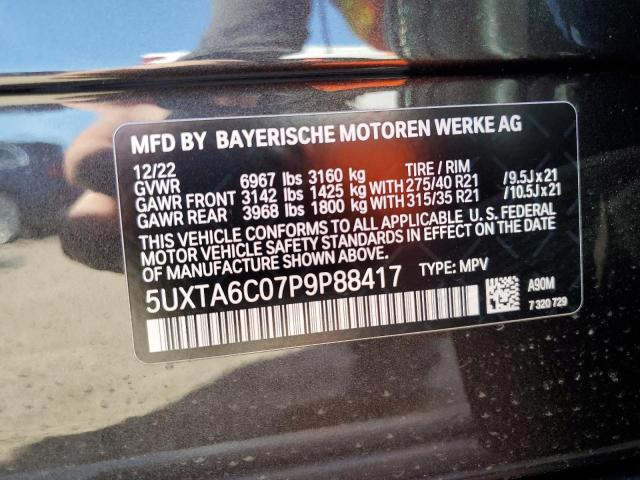 MFD BY BAYERISCHE MOTOREN WERKE AG
12/22 TIRE / RIM
GVWR 6967 lbs 3160 kg
GAWR FRONT 3142 lbs 1425 kg WITH 275/40 R21 /9.5J x 21
GAWR REAR 3968 lbs 1800 kg WITH 315/35 R21 /10.5J x 21
THIS VEHICLE CONFORMS TO ALL APPLICABLE U.S. FEDERAL
MOTOR VEHICLE SAFETY STANDARDS IN EFFECT ON THE DATE
OF MANUFACTURE SHOWN ABOVE.
5UXTA6C07P9P88417 TYPE: MPV
A90M
7 320 729